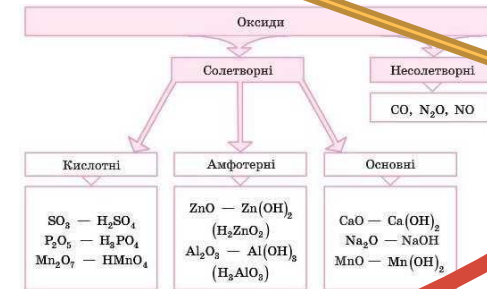 Оксиди
Солетворні
Несолетворні
CO, N₂O, NO
Кислотні
Амфотерні
Основні
SO₃ — H₂SO₄
P₂O₅ — H₃PO₄
Mn₂O₇ — HMnO₄
ZnO — Zn(OH)₂
(H₂ZnO₂)
Al₂O₃ — Al(OH)₃
(H₃AlO₃)
CaO — Ca(OH)₂
Na₂O — NaOH
MnO — Mn(OH)₂